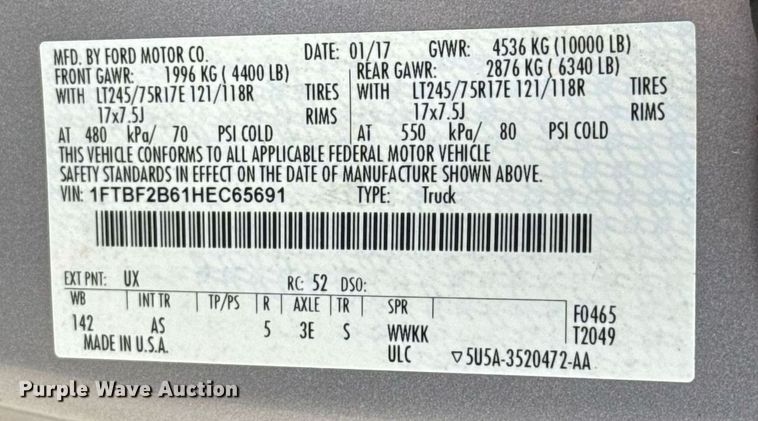 MFD. BY FORD MOTOR CO. DATE: 01/17 GVWR: 4536 KG (10000 LB)
FRONT GAWR: 1996 KG ( 4400 LB) REAR GAWR: 2876 KG ( 6340 LB)
WITH LT245/75R17E 121/118R TIRES WITH LT245/75R17E 121/118R TIRES
17x7.5J RIMS 17x7.5J RIMS
AT 480 kPa/ 70 PSI COLD AT 550 kPa/ 80 PSI COLD
THIS VEHICLE CONFORMS TO ALL APPLICABLE FEDERAL MOTOR VEHICLE
SAFETY STANDARDS IN EFFECT ON THE DATE OF MANUFACTURE SHOWN ABOVE.
VIN: 1FTBF2B61HEC65691 TYPE: Truck
EXT PNT: UX RC: 52 DSO:
WB INT TR TP/PS R AXLE TR SPR F0465
142 AS 5 3E S WWKK T2049
MADE IN U.S.A. ULC ▽5U5A-3520472-AA
Purple Wave Auction